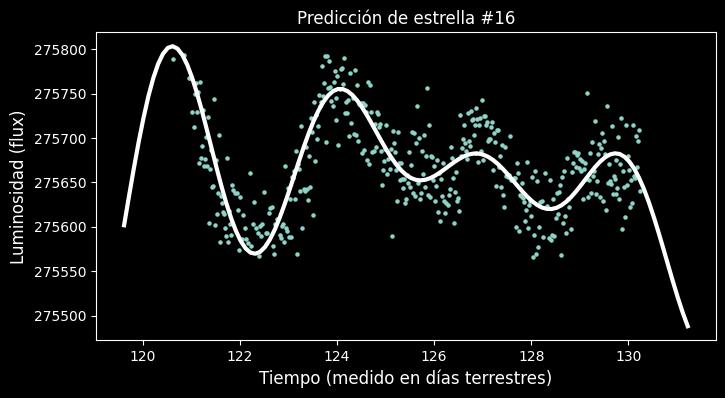 Predicción de estrella #16
Luminosidad (flux)
275800
275750
275700
275650
275600
275550
275500
120 122 124 126 128 130
Tiempo (medido en días terrestres)